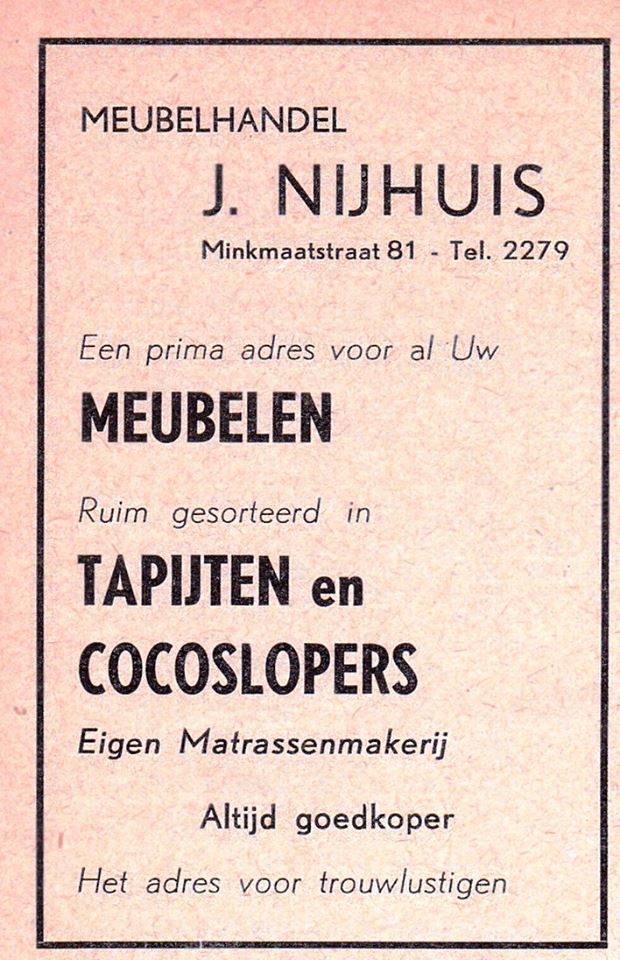 MEUBELHANDEL
J. NIJHUIS
Minkmaatstraat 81 - Tel. 2279
Een prima adres voor al Uw
MEUBELEN
Ruim gesorteerd in
TAPIJTEN en
COCOSLOPERS
Eigen Matrassenmakerij
Altijd goedkoper
Het adres voor trouwlustigen